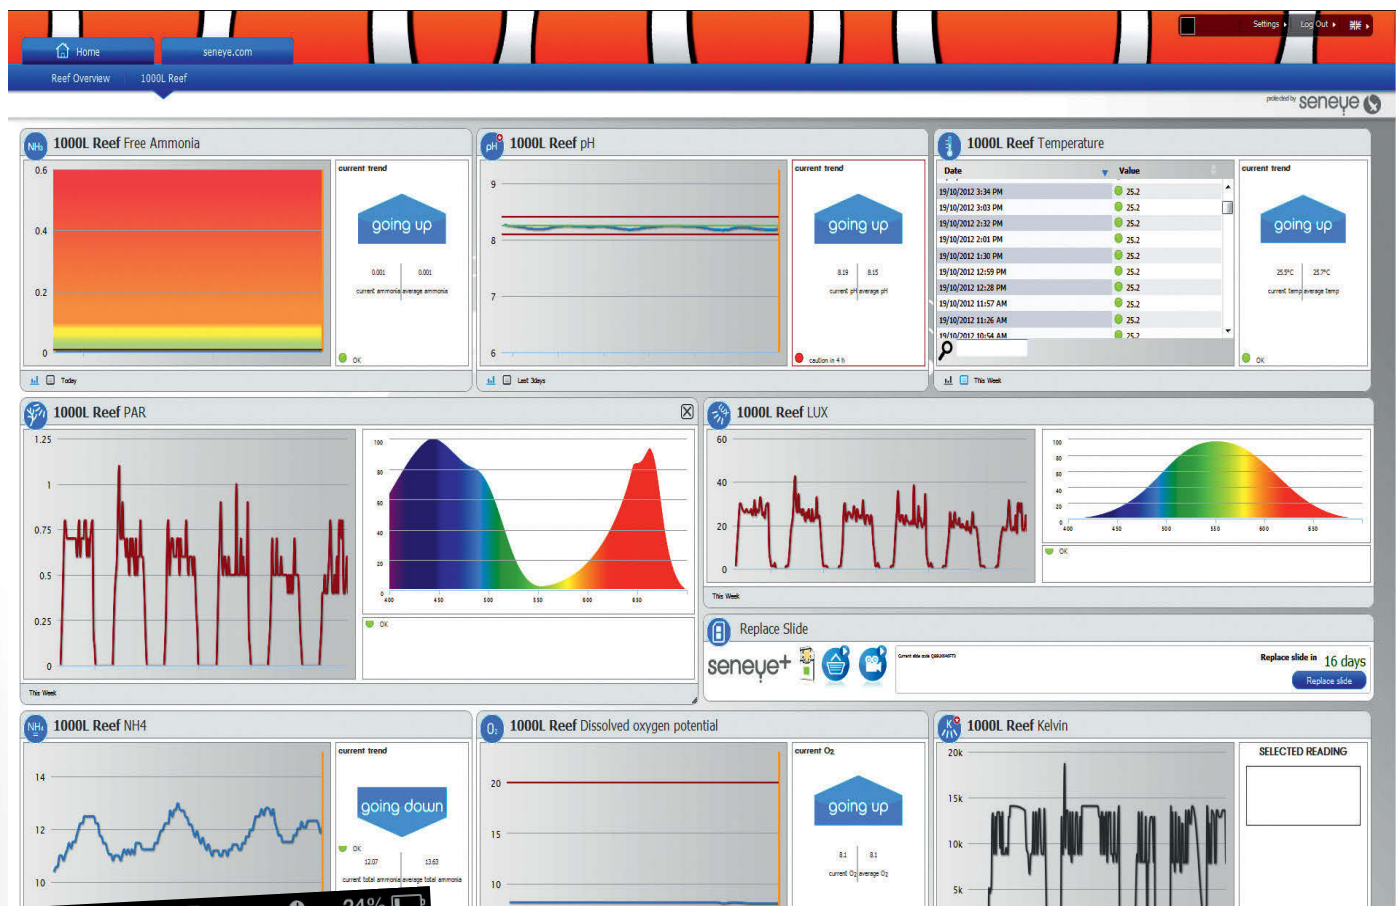 Settings
Log Out
Home
seneye.com
Reef Overview
1000L Reef
protected by seneye
NH₃
1000L Reef Free Ammonia
0.6
0.4
0.2
0
current trend
going up
0.001 0.001
current ammonia average ammonia
OK
Today
pH
1000L Reef pH
9
8
7
6
current trend
going up
8.19 8.15
current pH average pH
caution in 4 h
Last 3days
1000L Reef Temperature
Date Value
19/10/2012 3:34 PM 25.2
19/10/2012 3:03 PM 25.2
19/10/2012 2:32 PM 25.2
19/10/2012 2:01 PM 25.2
19/10/2012 1:30 PM 25.2
19/10/2012 12:59 PM 25.2
19/10/2012 12:28 PM 25.2
19/10/2012 11:57 AM 25.2
19/10/2012 11:26 AM 25.2
19/10/2012 10:54 AM 25.2
current trend
going up
25.5°C 25.7°C
current temp average temp
OK
This Week
1000L Reef PAR
1.25
1
0.75
0.5
0.25
0
100
80
60
40
20
0
400 450 500 550 600 650
OK
This Week
LUX
1000L Reef LUX
60
40
20
0
100
80
60
40
20
0
400 450 500 550 600 650
OK
This Week
Replace Slide
seneye+
Replace slide in 16 days
Replace slide
NH₄
1000L Reef NH4
14
12
10
current trend
going down
OK
12.07 13.63
current total ammonia average total ammonia
24%
O₂
1000L Reef Dissolved oxygen potential
20
15
10
current O₂
going up
8.1 8.1
current O₂ average O₂
K
1000L Reef Kelvin
20k
15k
10k
5k
SELECTED READING